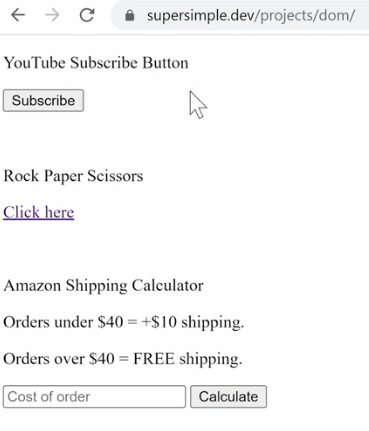 supersimple.dev/projects/dom/
YouTube Subscribe Button
Subscribe
Rock Paper Scissors
Click here
Amazon Shipping Calculator
Orders under $40 = +$10 shipping.
Orders over $40 = FREE shipping.
Cost of order Calculate